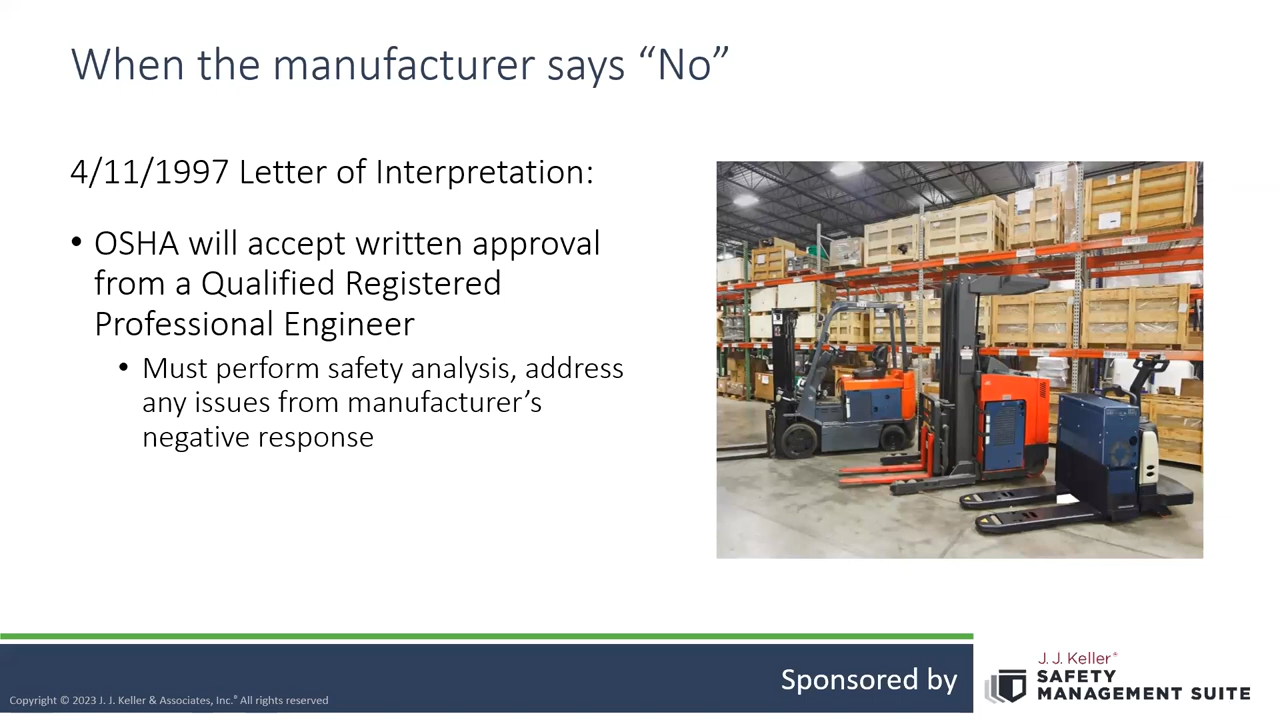 When the manufacturer says “No”
4/11/1997 Letter of Interpretation:
• OSHA will accept written approval
from a Qualified Registered
Professional Engineer
• Must perform safety analysis, address
any issues from manufacturer’s
negative response
Sponsored by
J. J. Keller®
SAFETY
MANAGEMENT SUITE
Copyright © 2023 J. J. Keller & Associates, Inc.® All rights reserved